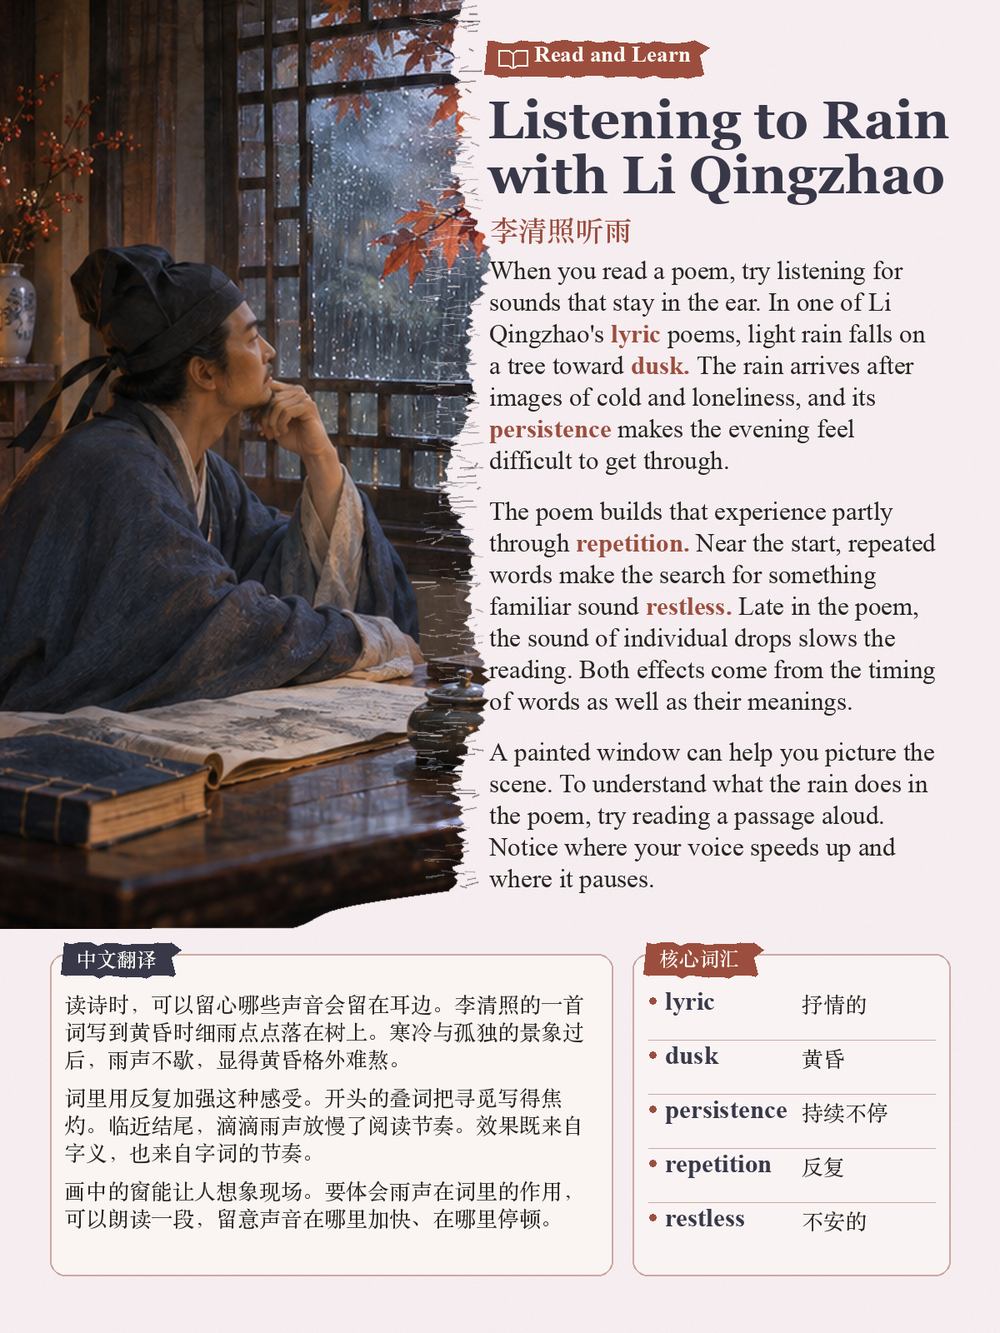 Read and Learn
Listening to Rain
with Li Qingzhao
李清照听雨
When you read a poem, try listening for
sounds that stay in the ear. In one of Li
Qingzhao's lyric poems, light rain falls on
a tree toward dusk. The rain arrives after
images of cold and loneliness, and its
persistence makes the evening feel
difficult to get through.
The poem builds that experience partly
through repetition. Near the start, repeated
words make the search for something
familiar sound restless. Late in the poem,
the sound of individual drops slows the
reading. Both effects come from the timing
of words as well as their meanings.
A painted window can help you picture the
scene. To understand what the rain does in
the poem, try reading a passage aloud.
Notice where your voice speeds up and
where it pauses.
中文翻译
读诗时，可以留心哪些声音会留在耳边。李清照的一首
词写到黄昏时细雨点点落在树上。寒冷与孤独的景象过
后，雨声不歇，显得黄昏格外难熬。
词里用反复加强这种感受。开头的叠词把寻觅写得焦
灼。临近结尾，滴滴雨声放慢了阅读节奏。效果既来自
字义，也来自字词的节奏。
画中的窗能让人想象现场。要体会雨声在词里的作用，
可以朗读一段，留意声音在哪里加快、在哪里停顿。
核心词汇
lyric 抒情的
dusk 黄昏
persistence 持续不停
repetition 反复
restless 不安的